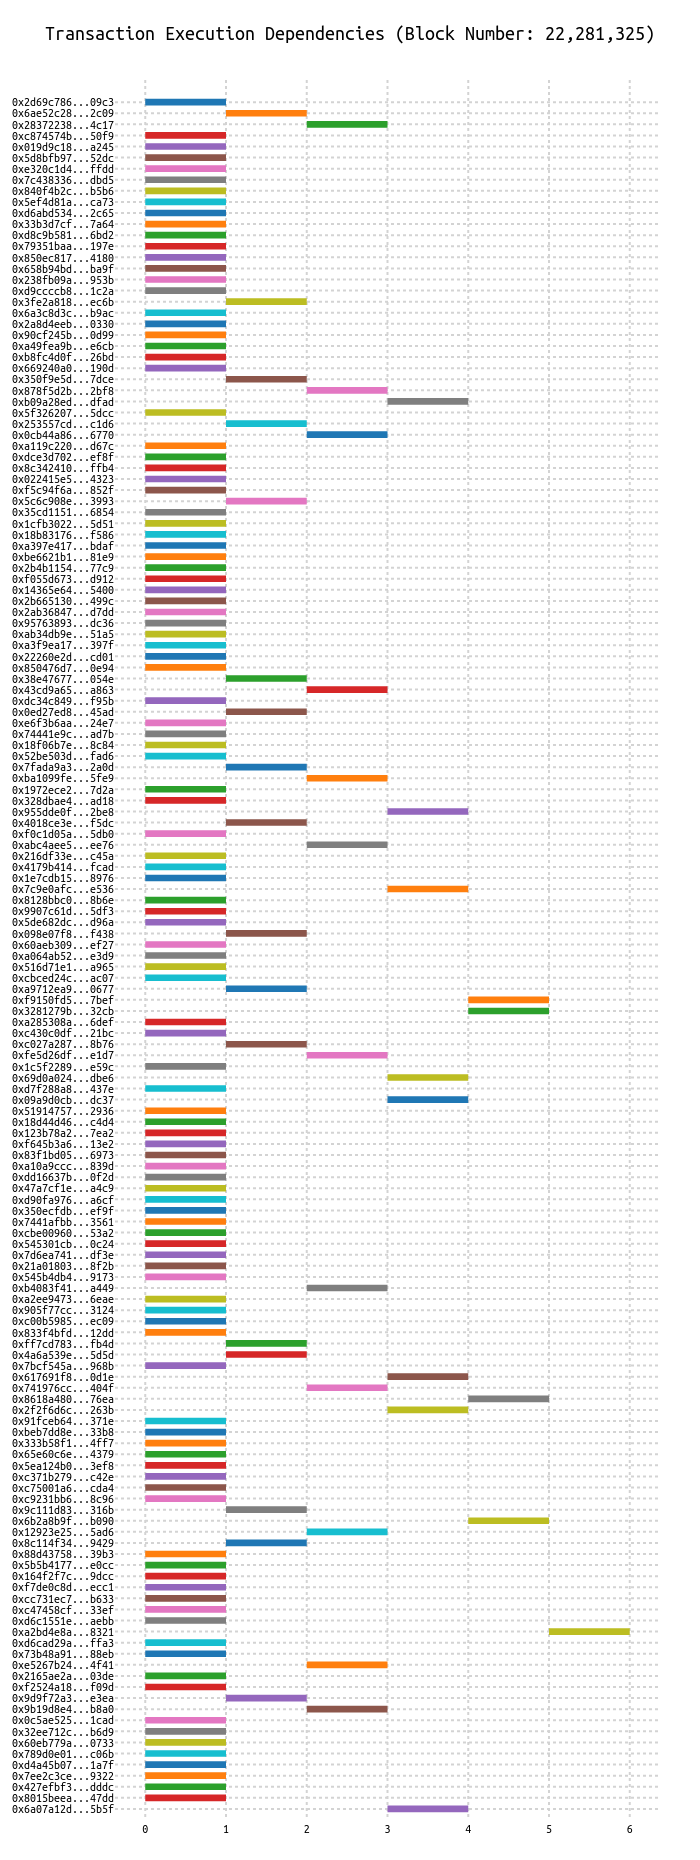 Transaction Execution Dependencies (Block Number: 22,281,325)
0x2d69c786...09c3
0x6ae52c28...2c09
0x28372238...4c17
0xc874574b...50f9
0x019d9c18...a245
0x5d8bfb97...52dc
0xe320c1d4...ffdd
0x7c438336...dbd5
0x840f4b2c...b5b6
0x5ef4d81a...ca73
0xd6abd534...2c65
0x33b3d7cf...7a64
0xd8c9b581...6bd2
0x79351baa...197e
0x850ec817...4180
0x658b94bd...ba9f
0x238fb09a...953b
0xd9ccccb8...1c2a
0x3fe2a818...ec6b
0x6a3c8d3c...b9ac
0x2a8d4eeb...0330
0x90cf245b...0d99
0xa49fea9b...e6cb
0xb8fc4d0f...26bd
0x669240a0...190d
0x350f9e5d...7dce
0x878f5d2b...2bf8
0xb09a28ed...dfad
0x5f326207...5dcc
0x253557cd...c1d6
0x0cb44a86...6770
0xa119c220...d67c
0xdce3d702...ef8f
0x8c342410...ffb4
0x022415e5...4323
0xf5c94f6a...852f
0x5c6c908e...3993
0x35cd1151...6854
0x1cfb3022...5d51
0x18b83176...f586
0xa397e417...bdaf
0xbe6621b1...81e9
0x2b4b1154...77c9
0xf055d673...d912
0x14365e64...5400
0x2b665130...499c
0x2ab36847...d7dd
0x95763893...dc36
0xab34db9e...51a5
0xa3f9ea17...397f
0x22260e2d...cd01
0x850476d7...0e94
0x38e47677...054e
0x43cd9a65...a863
0xdc34c849...f95b
0x0ed27ed8...45ad
0xe6f3b6aa...24e7
0x74441e9c...ad7b
0x18f06b7e...8c84
0x52be503d...fad6
0x7fada9a3...2a0d
0xba1099fe...5fe9
0x1972ece2...7d2a
0x328dbae4...ad18
0x955dde0f...2be8
0x4018ce3e...f5dc
0xf0c1d05a...5db0
0xabc4aee5...ee76
0x216df33e...c45a
0x4179b414...fcad
0x1e7cdb15...8976
0x7c9e0afc...e536
0x8128bbc0...8b6e
0x9907c61d...5df3
0x5de682dc...d96a
0x098e07f8...f438
0x60aeb309...ef27
0xa064ab52...e3d9
0x516d71e1...a965
0xcbced24c...ac07
0xa9712ea9...0677
0xf9150fd5...7bef
0x3281279b...32cb
0xa285308a...6def
0xc430c0df...21bc
0xc027a287...8b76
0xfe5d26df...e1d7
0x1c5f2289...e59c
0x69d0a024...dbe6
0xd7f288a8...437e
0x09a9d0cb...dc37
0x51914757...2936
0x18d44d46...c4d4
0x123b78a2...7ea2
0xf645b3a6...13e2
0x83f1bd05...6973
0xa10a9ccc...839d
0xdd16637b...0f2d
0x47a7cf1e...a4c9
0xd90fa976...a6cf
0x350ecfdb...ef9f
0x7441afbb...3561
0xcbe00960...53a2
0x545301cb...0c24
0x7d6ea741...df3e
0x21a01803...8f2b
0x545b4db4...9173
0xb4083f41...a449
0xa2ee9473...6eae
0x905f77cc...3124
0xc00b5985...ec09
0x833f4bfd...12dd
0xff7cd783...fb4d
0x4a6a539e...5d5d
0x7bcf545a...968b
0x617691f8...0d1e
0x741976cc...404f
0x8618a480...76ea
0x2f2f6d6c...263b
0x91fceb64...371e
0xbeb7dd8e...33b8
0x333b58f1...4ff7
0x65e60c6e...4379
0x5ea124b0...3ef8
0xc371b279...c42e
0xc75001a6...cda4
0xc9231bb6...8c96
0x9c111d83...316b
0x6b2a8b9f...b090
0x12923e25...5ad6
0x8c114f34...9429
0x88d43758...39b3
0x5b5b4177...e0cc
0x164f2f7c...9dcc
0xf7de0c8d...ecc1
0xcc731ec7...b633
0xc47458cf...33ef
0xd6c1551e...aebb
0xa2bd4e8a...8321
0xd6cad29a...ffa3
0x73b48a91...88eb
0xe5267b24...4f41
0x2165ae2a...03de
0xf2524a18...f09d
0x9d9f72a3...e3ea
0x9b19d8e4...b8a0
0x0c5ae525...1cad
0x32ee712c...b6d9
0x60eb779a...0733
0x789d0e01...c06b
0xd4a45b07...1a7f
0x7ee2c3ce...9322
0x427efbf3...dddc
0x8015beea...47dd
0x6a07a12d...5b5f
0 1 2 3 4 5 6